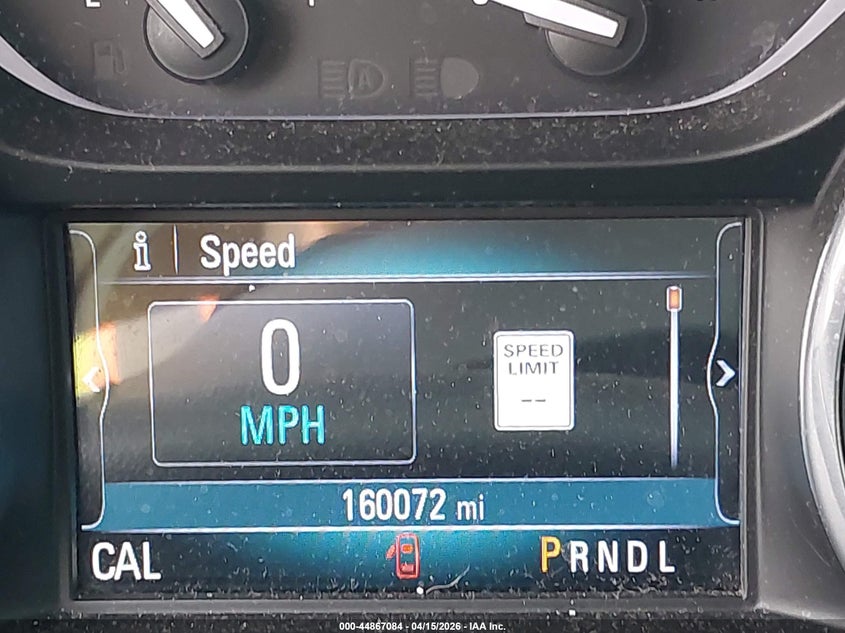 Speed
0
MPH
SPEED
LIMIT
--
160072 mi
CAL
PRNDL
000-44867084 - 04/15/2026 - IAA Inc.